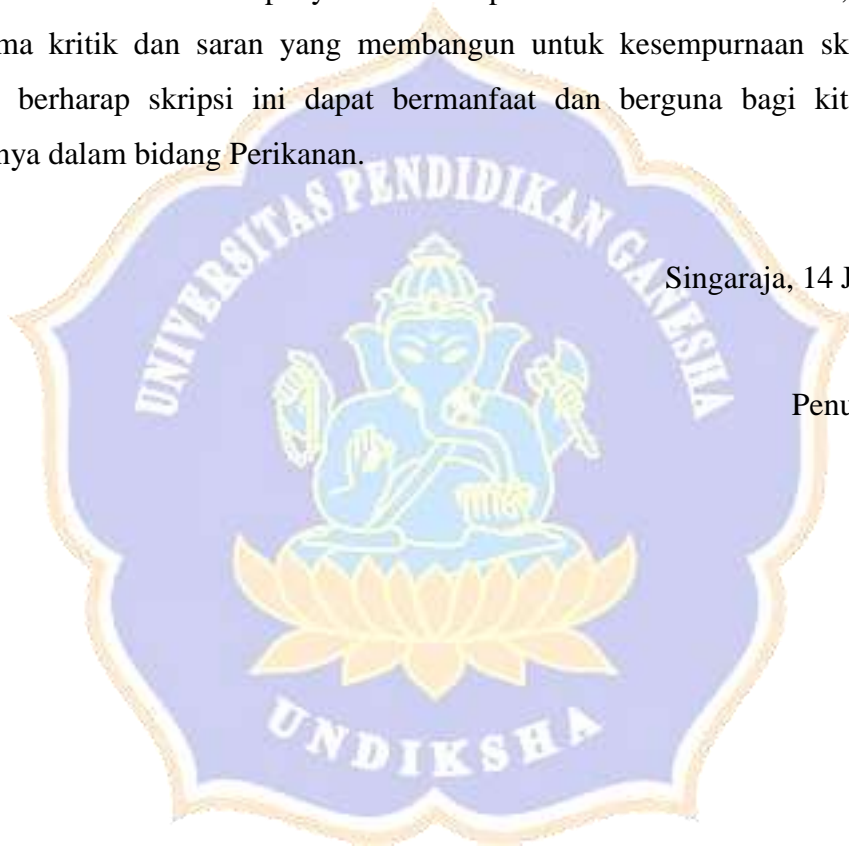 ma kritik dan saran yang membangun untuk kesempurnaan sk
berharap skripsi ini dapat bermanfaat dan berguna bagi kit
nya dalam bidang Perikanan.
UNIVERSITAS PENDIDIKAN GANESHA
Singaraja, 14 J
Penu
UNDIKSHA